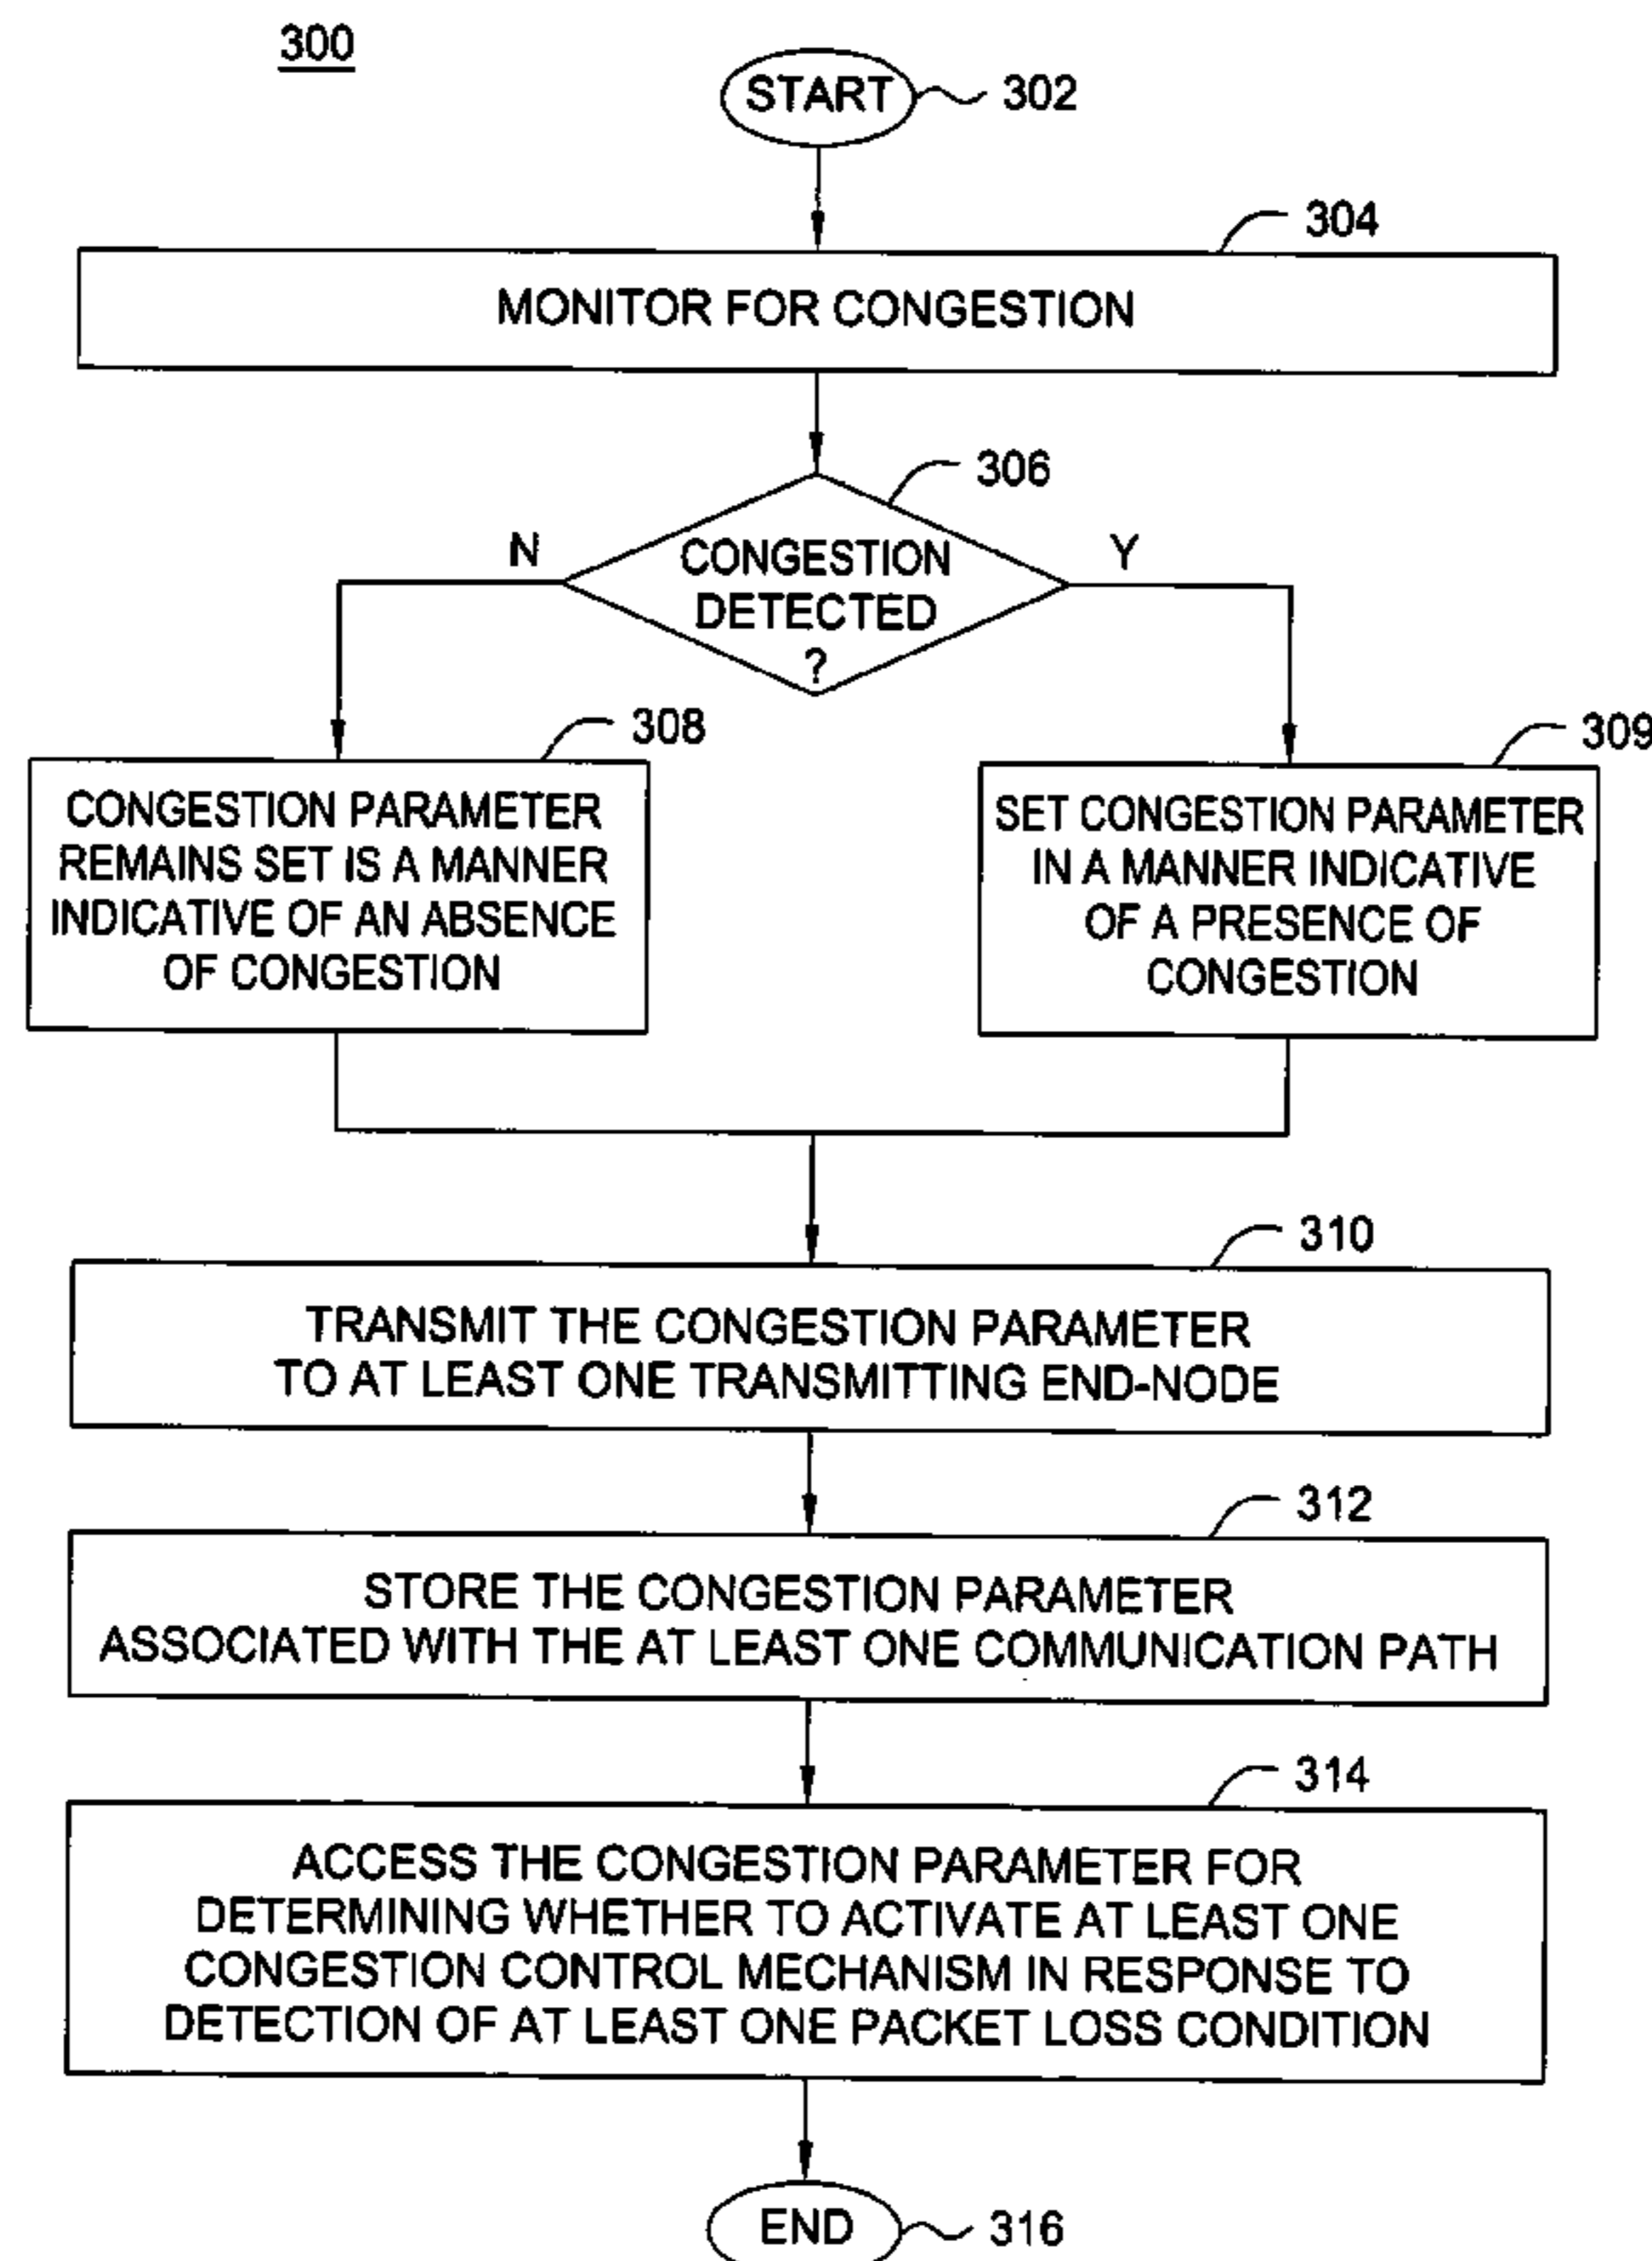 300
START
302
304
MONITOR FOR CONGESTION
306
N
CONGESTION
DETECTED
?
Y
308
CONGESTION PARAMETER
REMAINS SET IS A MANNER
INDICATIVE OF AN ABSENCE
OF CONGESTION
309
SET CONGESTION PARAMETER
IN A MANNER INDICATIVE
OF A PRESENCE OF
CONGESTION
310
TRANSMIT THE CONGESTION PARAMETER
TO AT LEAST ONE TRANSMITTING END-NODE
312
STORE THE CONGESTION PARAMETER
ASSOCIATED WITH THE AT LEAST ONE COMMUNICATION PATH
314
ACCESS THE CONGESTION PARAMETER FOR
DETERMINING WHETHER TO ACTIVATE AT LEAST ONE
CONGESTION CONTROL MECHANISM IN RESPONSE TO
DETECTION OF AT LEAST ONE PACKET LOSS CONDITION
END
316